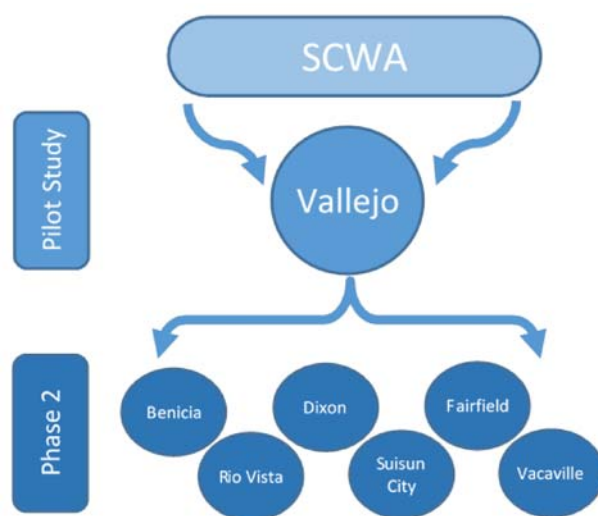 SCWA
Pilot Study
Vallejo
Phase 2
Benicia
Dixon
Fairfield
Rio Vista
Suisun
City
Vacaville